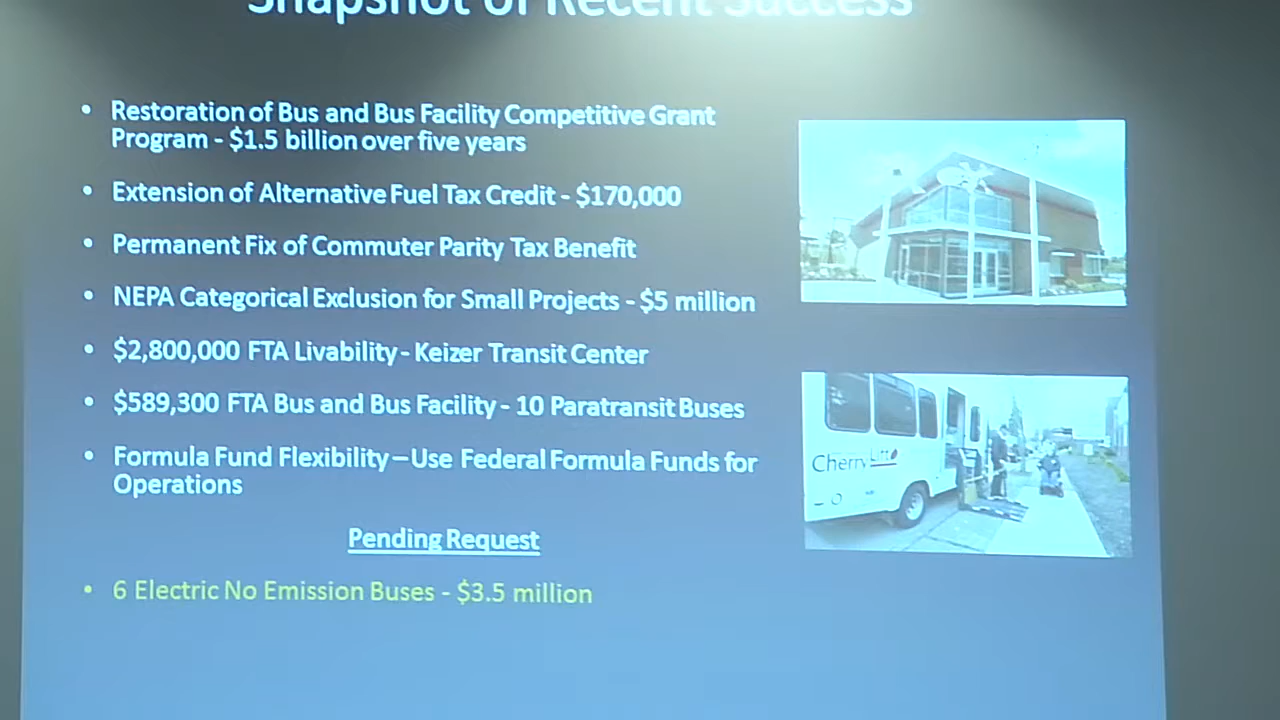 Snapshot of Recent Success
• Restoration of Bus and Bus Facility Competitive Grant
Program - $1.5 billion over five years
• Extension of Alternative Fuel Tax Credit - $170,000
• Permanent Fix of Commuter Parity Tax Benefit
• NEPA Categorical Exclusion for Small Projects - $5 million
• $2,800,000 FTA Livability - Keizer Transit Center
• $589,300 FTA Bus and Bus Facility - 10 Paratransit Buses
• Formula Fund Flexibility – Use Federal Formula Funds for
Operations
Pending Request
• 6 Electric No Emission Buses - $3.5 million
Cherry Lift